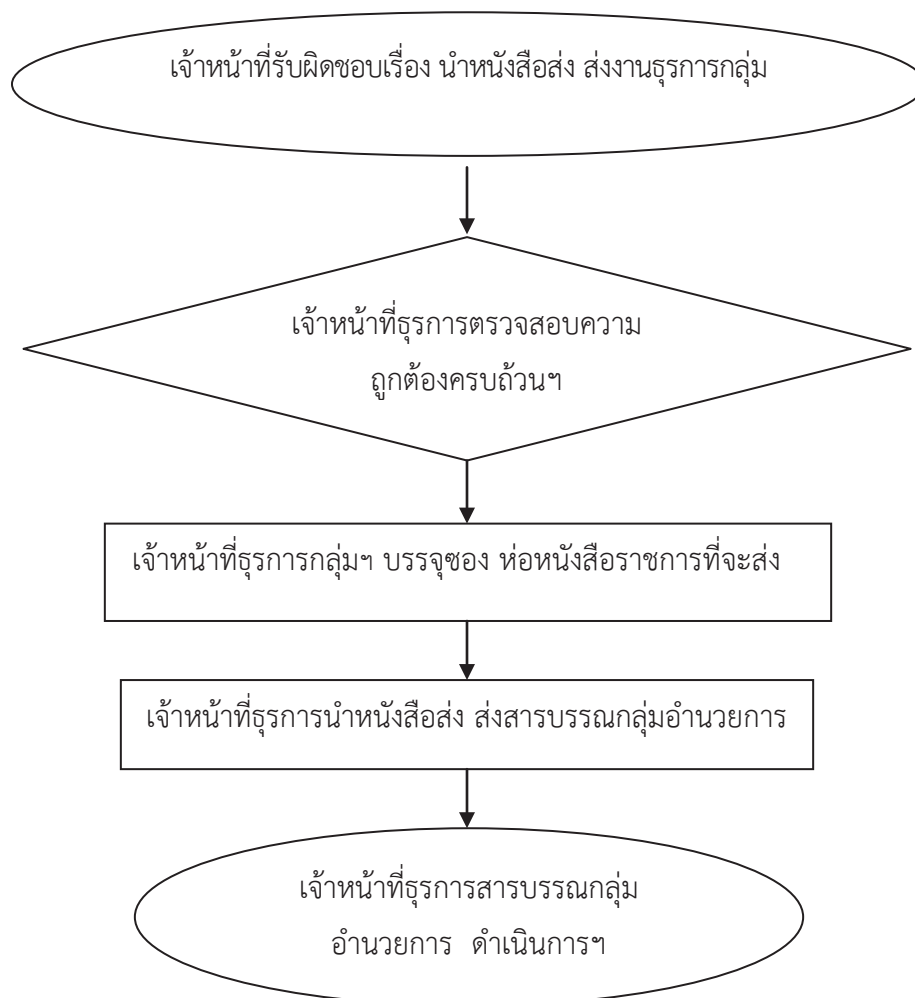 เจ้าหน้าที่รับผิดชอบเรื่อง นำหนังสือส่ง ส่งงานธุรการกลุ่ม
เจ้าหน้าที่ธุรการตรวจสอบความ
ถูกต้องครบถ้วนฯ
เจ้าหน้าที่ธุรการกลุ่มฯ บรรจุซอง ห่อหนังสือราชการที่จะส่ง
เจ้าหน้าที่ธุรการนำหนังสือส่ง ส่งสารบรรณกลุ่มอำนวยการ
เจ้าหน้าที่ธุรการสารบรรณกลุ่ม
อำนวยการ ดำเนินการฯ